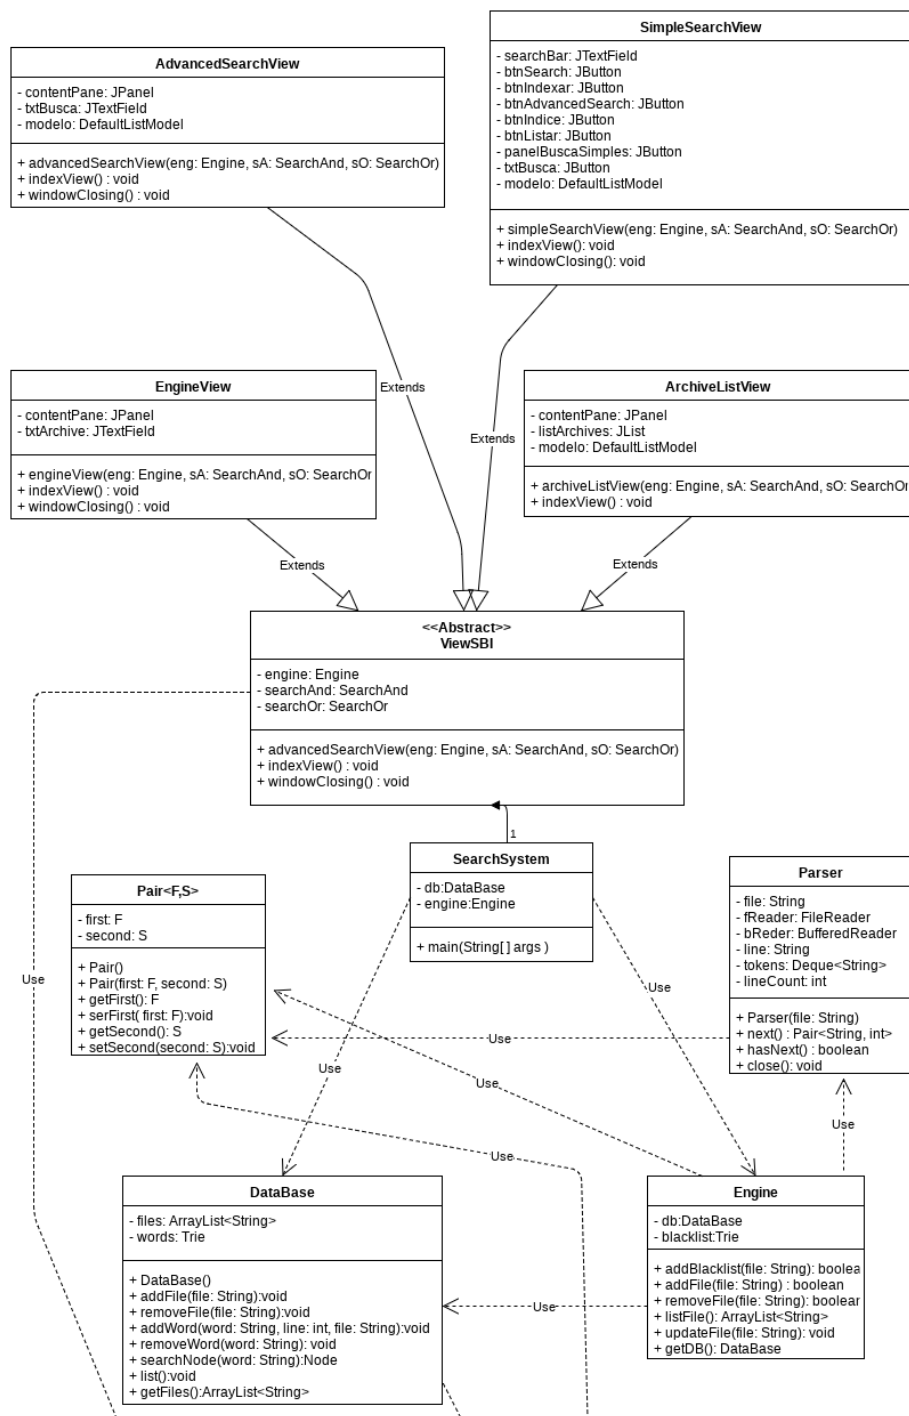 SimpleSearchView
- searchBar: JTextField
- btnSearch: JButton
- btnIndexar: JButton
- btnAdvancedSearch: JButton
- btnIndice: JButton
- btnListar: JButton
- panelBuscaSimples: JButton
- txtBusca: JButton
- modelo: DefaultListModel
+ simpleSearchView(eng: Engine, sA: SearchAnd, sO: SearchOr)
+ indexView(): void
+ windowClosing(): void
AdvancedSearchView
- contentPane: JPanel
- txtBusca: JTextField
- modelo: DefaultListModel
+ advancedSearchView(eng: Engine, sA: SearchAnd, sO: SearchOr)
+ indexView() : void
+ windowClosing() : void
Extends
Extends
EngineView
- contentPane: JPanel
- txtArchive: JTextField
+ engineView(eng: Engine, sA: SearchAnd, sO: SearchOr
+ indexView() : void
+ windowClosing() : void
ArchiveListView
- contentPane: JPanel
- listArchives: JList
- modelo: DefaultListModel
+ archiveListView(eng: Engine, sA: SearchAnd, sO: SearchOr
+ indexView() : void
Extends
Extends
<<Abstract>>
ViewSBI
- engine: Engine
- searchAnd: SearchAnd
- searchOr: SearchOr
+ advancedSearchView(eng: Engine, sA: SearchAnd, sO: SearchOr)
+ indexView() : void
+ windowClosing() : void
1
SearchSystem
- db:DataBase
- engine:Engine
+ main(String[ ] args )
Pair<F,S>
- first: F
- second: S
+ Pair()
+ Pair(first: F, second: S)
+ getFirst(): F
+ serFirst( first: F):void
+ getSecond(): S
+ setSecond(second: S):void
Parser
- file: String
- fReader: FileReader
- bReder: BufferedReader
- line: String
- tokens: Deque<String>
- lineCount: int
+ Parser(file: String)
+ next() : Pair<String, int>
+ hasNext() : boolean
+ close(): void
Use
Use
Use
Use
Use
Use
Use
DataBase
- files: ArrayList<String>
- words: Trie
+ DataBase()
+ addFile(file: String):void
+ removeFile(file: String):void
+ addWord(word: String, line: int, file: String):void
+ removeWord(word: String): void
+ searchNode(word: String):Node
+ list():void
+ getFiles():ArrayList<String>
Use
Engine
- db:DataBase
- blacklist:Trie
+ addBlacklist(file: String): boolea
+ addFile(file: String) : boolean
+ removeFile(file: String): boolean
+ listFile(): ArrayList<String>
+ updateFile(file: String): void
+ getDB(): DataBase